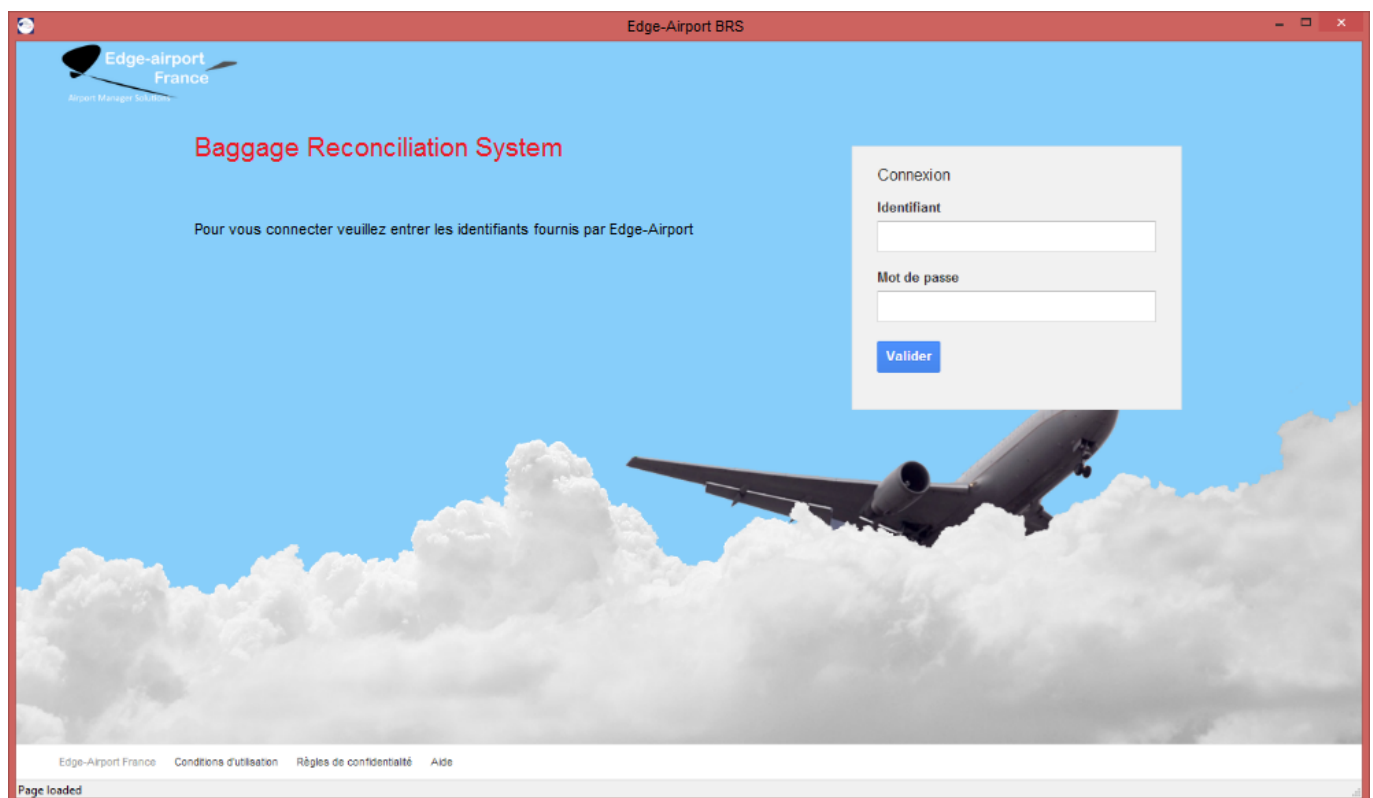 Edge-Airport BRS
Edge-airport
France
Airport Manager Solutions
Baggage Reconciliation System
Pour vous connecter veuillez entrer les identifiants fournis par Edge-Airport
Connexion
Identifiant
Mot de passe
Valider
Edge-Airport France Conditions d'utilisation Règles de confidentialité Aide
Page loaded